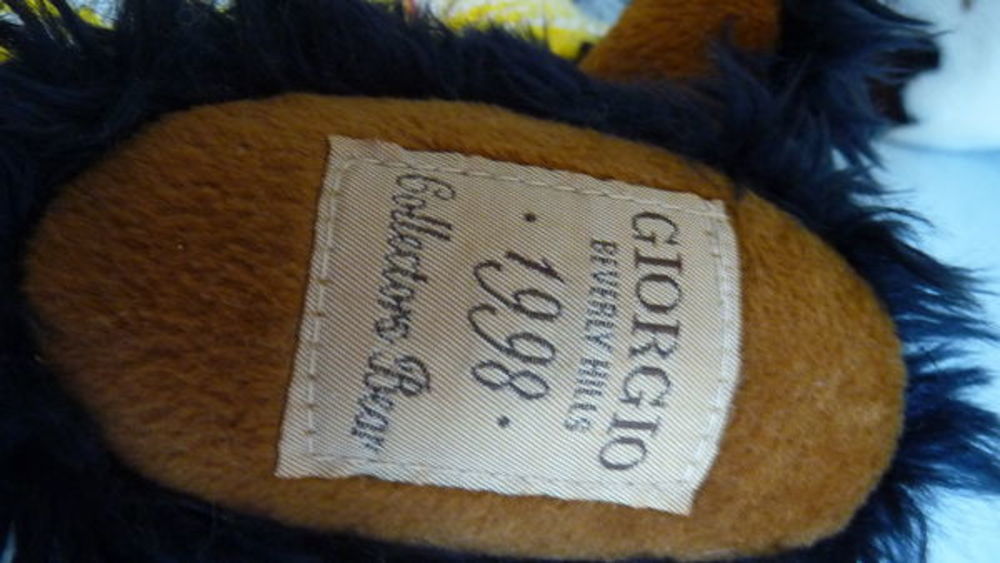 GIORGIO
BEVERLY HILLS
• 1998 •
Collectors Bear